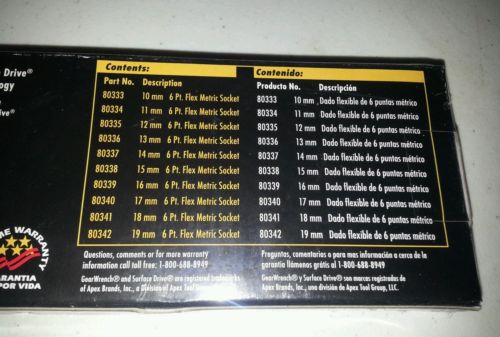 Drive®
ogy
ive®
ME WARRANTY
ARANTIA
POR VIDA
Contents:
Part No. Description
80333 10 mm 6 Pt. Flex Metric Socket
80334 11 mm 6 Pt. Flex Metric Socket
80335 12 mm 6 Pt. Flex Metric Socket
80336 13 mm 6 Pt. Flex Metric Socket
80337 14 mm 6 Pt. Flex Metric Socket
80338 15 mm 6 Pt. Flex Metric Socket
80339 16 mm 6 Pt. Flex Metric Socket
80340 17 mm 6 Pt. Flex Metric Socket
80341 18 mm 6 Pt. Flex Metric Socket
80342 19 mm 6 Pt. Flex Metric Socket
Questions, comments or for more warranty
information call toll free: 1-800-688-8949
GearWrench® and Surface Drive® are registered trademarks
of Apex Brands, Inc., a Division of Apex Tool Group, LLC.
Contenido:
Producto No. Descripción
80333 10 mm, Dado flexible de 6 puntas métrico
80334 11 mm Dado flexible de 6 puntas métrico
80335 12 mm Dado flexible de 6 puntas métrico
80336 13 mm Dado flexible de 6 puntas métrico
80337 14 mm Dado flexible de 6 puntas métrico
80338 15 mm Dado flexible de 6 puntas métrico
80339 16 mm Dado flexible de 6 puntas métrico
80340 17 mm Dado flexible de 6 puntas métrico
80341 18 mm Dado flexible de 6 puntas métrico
80342 19 mm Dado flexible de 6 puntas métrico
Preguntas, comentarios o para mas información a cerca de la
garantía llámenos grátis al 1-800-688-8949
GearWrench® y Surface Drive® son marcas registradas de
Apex Brands, Inc., una división de Apex Tool Group, LLC.